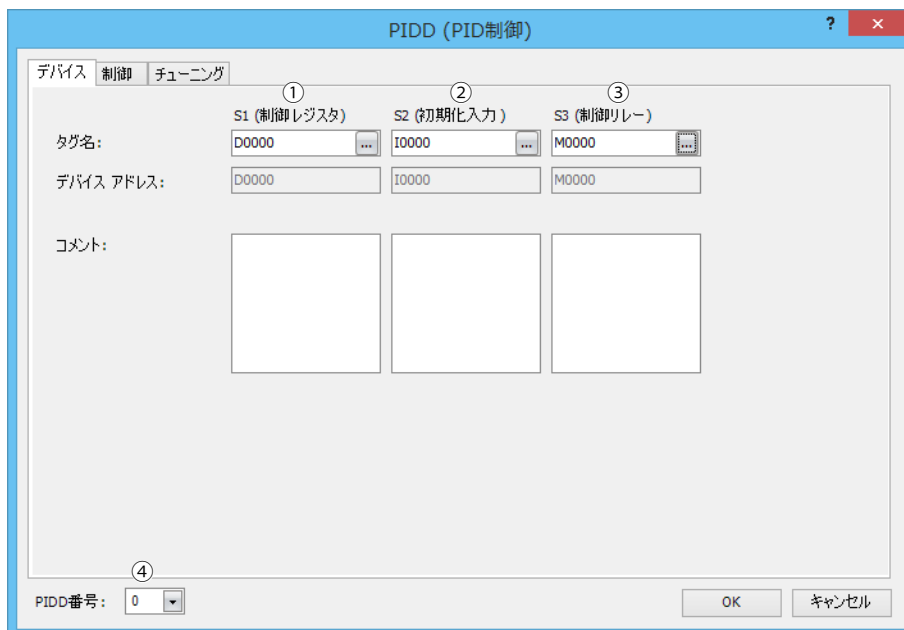 PIDD (PID制御)
?
×
デバイス 制御 チューニング
① ② ③
S1 (制御レジスタ) S2 (初期化入力) S3 (制御リレー)
タグ名: D0000 ... I0000 ... M0000 ...
デバイス アドレス: D0000 I0000 M0000
コメント:
④
PIDD番号: 0
OK キャンセル